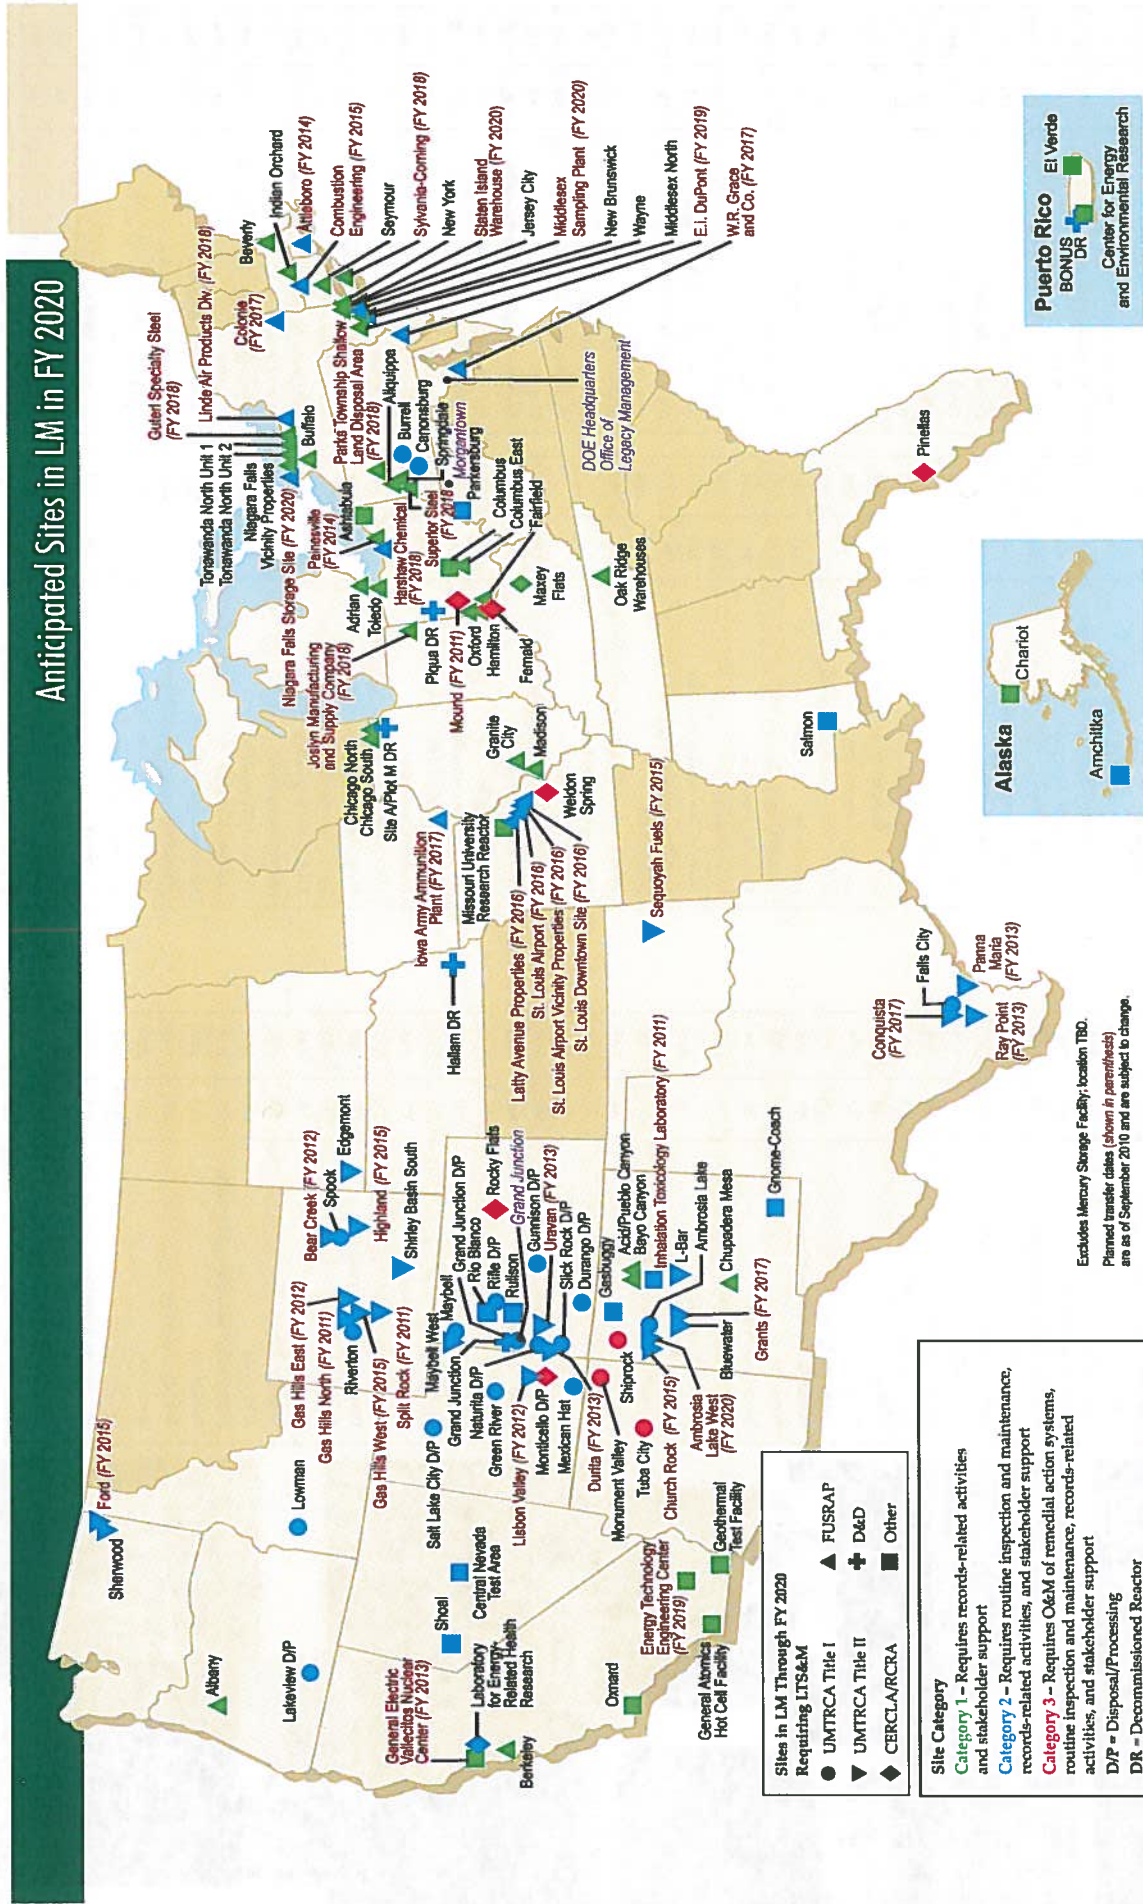 Anticipated Sites in LM in FY 2020
Sherwood
Ford (FY 2015)
Albany
Lakeview D/P
Lowman
Gas Hills East (FY 2012)
Gas Hills North (FY 2011)
Riverton
Gas Hills West (FY 2015)
Split Rock (FY 2011)
Bear Creek (FY 2012)
Spook
Edgemont
Highland (FY 2015)
Shirley Basin South
Maybell West
Maybell
Salt Lake City D/P
Grand Junction
Grand Junction D/P
Rio Blanco
Rifle D/P
Rulison
Rocky Flats
Grand Junction
Gunnison D/P
Uravan (FY 2013)
Slick Rock D/P
Durango D/P
Naturita D/P
Green River
Lisbon Valley (FY 2012)
Monticello D/P
Mexican Hat
Durita (FY 2013)
Monument Valley
Tuba City
Shiprock
Church Rock (FY 2015)
Ambrosia
Lake West
(FY 2020)
Gasbuggy
Acid/Pueblo Canyon
Bayo Canyon
Inhalation Toxicology Laboratory (FY 2011)
L-Bar
Ambrosia Lake
Chupadera Mesa
Bluewater
Grants (FY 2017)
Gnome-Coach
Shoal
Central Nevada
Test Area
General Electric
Vallecitos Nuclear
Center (FY 2013)
Laboratory
for Energy-
Related Health
Research
Berkeley
Oxnard
Energy Technology
Engineering Center
(FY 2019)
General Atomics
Hot Cell Facility
Geothermal
Test Facility
Hallam DR
Iowa Army Ammunition
Plant (FY 2017)
Missouri University
Research Reactor
Latty Avenue Properties (FY 2016)
St. Louis Airport (FY 2016)
St. Louis Airport Vicinity Properties (FY 2016)
St. Louis Downtown Site (FY 2016)
Weldon
Spring
Granite
City
Madison
Sequoyah Fuels (FY 2015)
Conquista
(FY 2017)
Falls City
Panna
Maria
(FY 2013)
Ray Point
(FY 2013)
Salmon
Chicago North
Chicago South
Site A/Plot M DR
Joslyn Manufacturing
and Supply Company
(FY 2018)
Adrian
Toledo
Piqua DR
Mound (FY 2011)
Oxford
Hamilton
Fernald
Fairfield
Columbus East
Columbus
Maxey
Flats
Oak Ridge
Warehouses
Painesville
(FY 2014)
Ashtabula
Harshaw Chemical
(FY 2018)
Superior Steel
(FY 2018)
Parkersburg
Morgantown
Springdale
Canonsburg
Burrell
Aliquippa
Parks Township Shallow
Land Disposal Area
(FY 2018)
Niagara Falls Storage Site (FY 2020)
Niagara Falls
Vicinity Properties
Tonawanda North Unit 1
Tonawanda North Unit 2
Buffalo
Guterl Specialty Steel
(FY 2018)
Linde Air Products Div. (FY 2018)
Colonie
(FY 2017)
Beverly
Indian Orchard
Attleboro (FY 2014)
Combustion
Engineering (FY 2015)
Seymour
Sylvania-Corning (FY 2018)
New York
Staten Island
Warehouse (FY 2020)
Jersey City
Middlesex
Sampling Plant (FY 2020)
New Brunswick
Wayne
Middlesex North
E.I. DuPont (FY 2019)
W.R. Grace
and Co. (FY 2017)
DOE Headquarters
Office of
Legacy Management
Pinellas
Alaska
Chariot
Amchitka
Puerto Rico
BONUS
DR
El Verde
Center for Energy
and Environmental Research
Excludes Mercury Storage Facility; location TBD.
Planned transfer dates (shown in parenthesis)
are as of September 2010 and are subject to change.
Sites in LM Through FY 2020
Requiring LTS&M
UMTRCA Title I
FUSRAP
UMTRCA Title II
D&D
CERCLA/RCRA
Other
Site Category
Category 1 – Requires records-related activities
and stakeholder support
Category 2 – Requires routine inspection and maintenance,
records-related activities, and stakeholder support
Category 3 – Requires O&M of remedial action systems,
routine inspection and maintenance, records-related
activities, and stakeholder support
D/P = Disposal/Processing
DR = Decommissioned Reactor